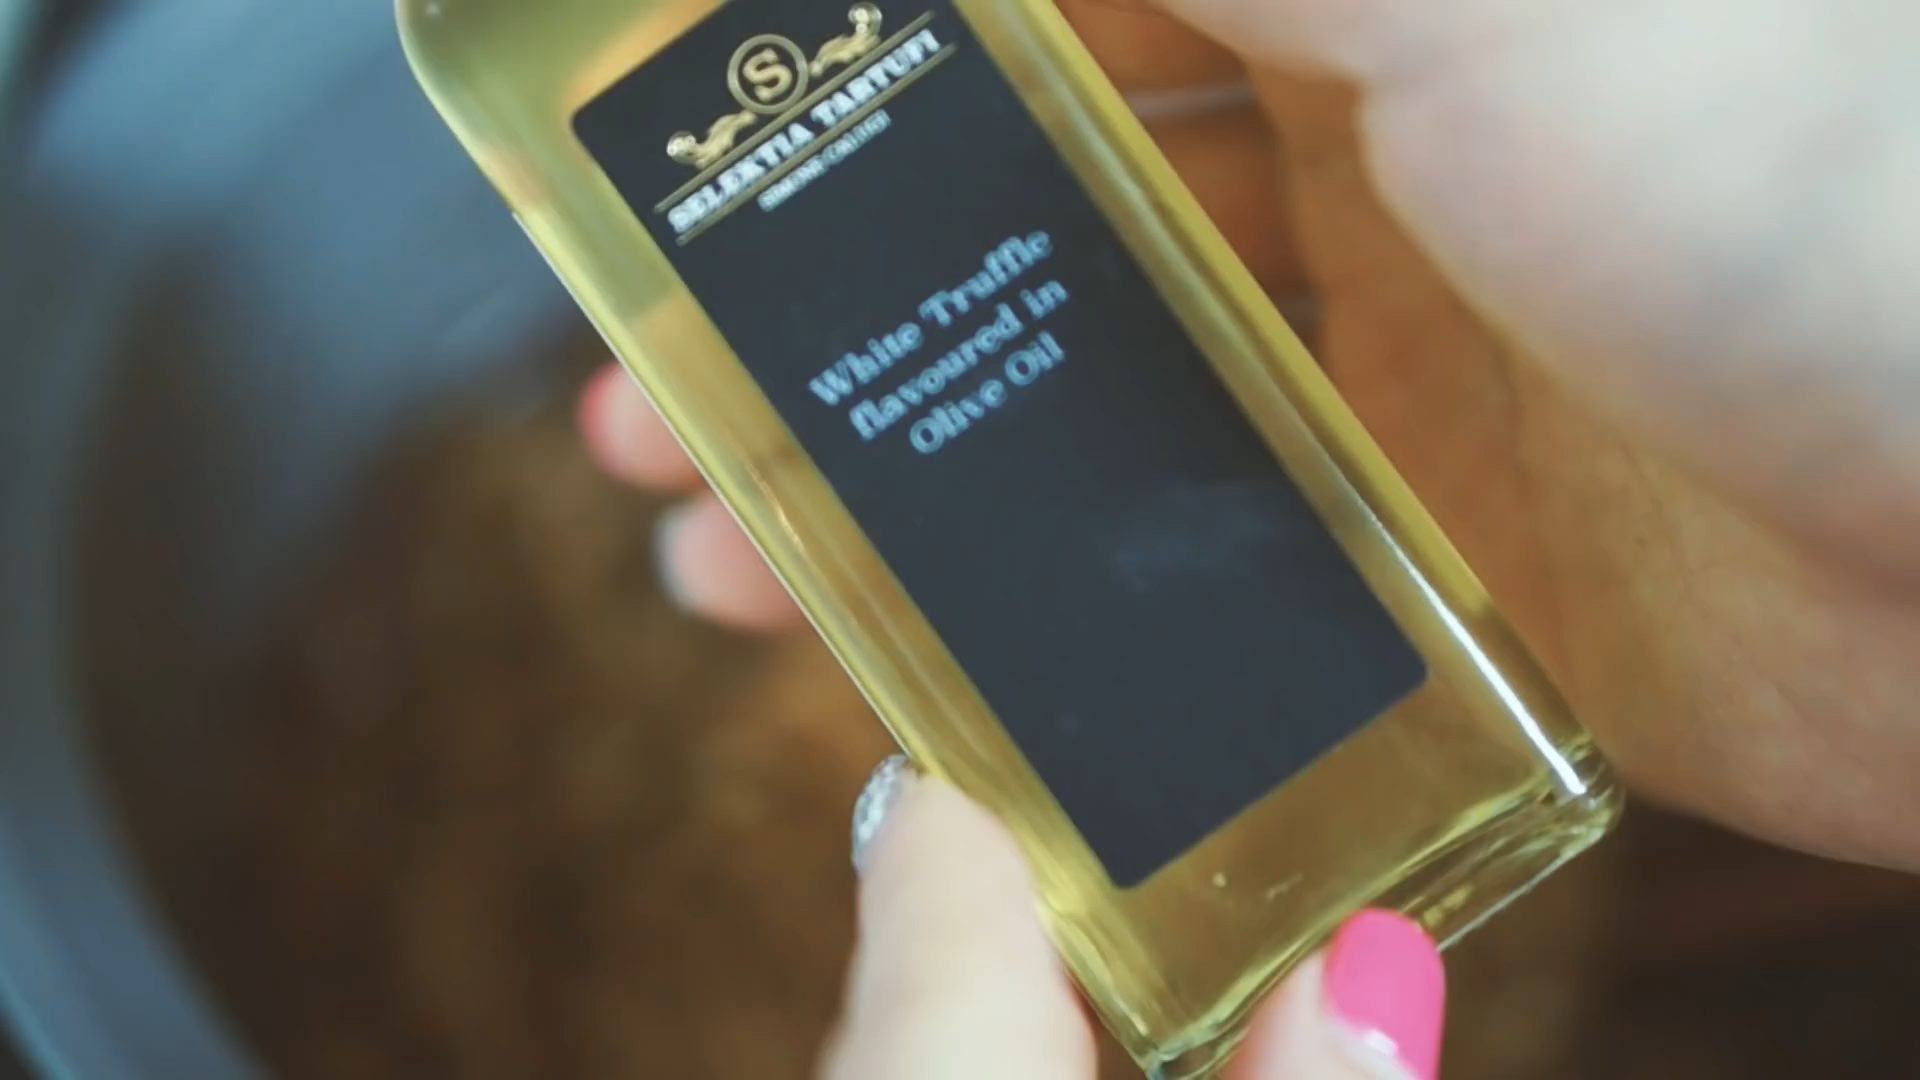 S
SELEKTIA TARTUFI
White Truffle
flavoured in
Olive Oil